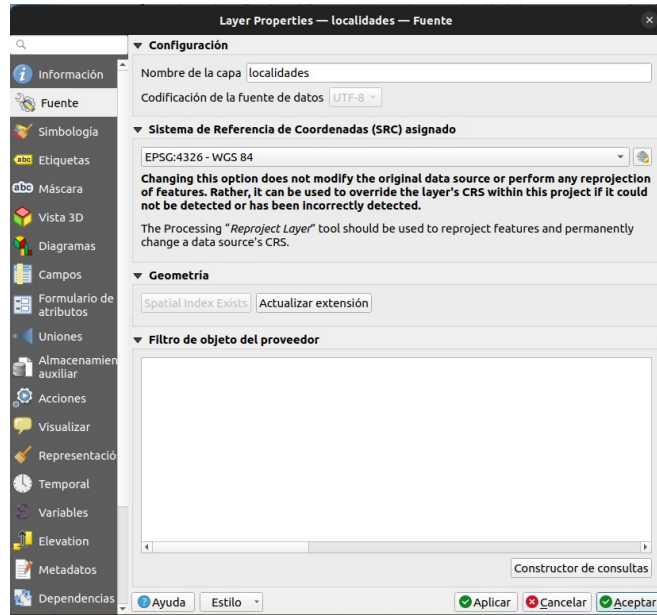 Layer Properties — localidades — Fuente
Información
Fuente
Simbología
abc Etiquetas
abc Máscara
Vista 3D
Diagramas
Campos
Formulario de
atributos
Uniones
Almacenamien
auxiliar
Acciones
Visualizar
Representació
Temporal
Variables
Elevation
Metadatos
Dependencias
Configuración
Nombre de la capa localidades
Codificación de la fuente de datos UTF-8
Sistema de Referencia de Coordenadas (SRC) asignado
EPSG:4326 - WGS 84
Changing this option does not modify the original data source or perform any reprojection
of features. Rather, it can be used to override the layer's CRS within this project if it could
not be detected or has been incorrectly detected.
The Processing "Reproject Layer" tool should be used to reproject features and permanently
change a data source's CRS.
Geometría
Spatial Index Exists Actualizar extensión
Filtro de objeto del proveedor
Constructor de consultas
Ayuda Estilo Aplicar Cancelar Aceptar